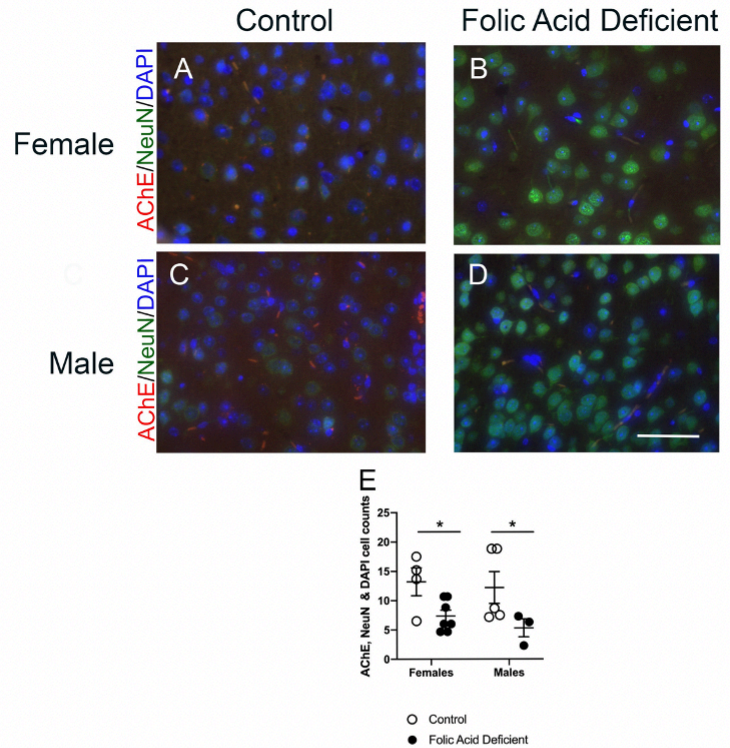 Control Folic Acid Deficient
Female
AChE/NeuN/DAPI
A
B
Male
AChE/NeuN/DAPI
C
D
E
AChE, NeuN & DAPI cell counts
25
20
15
10
5
0
* *
Females Males
Control
Folic Acid Deficient